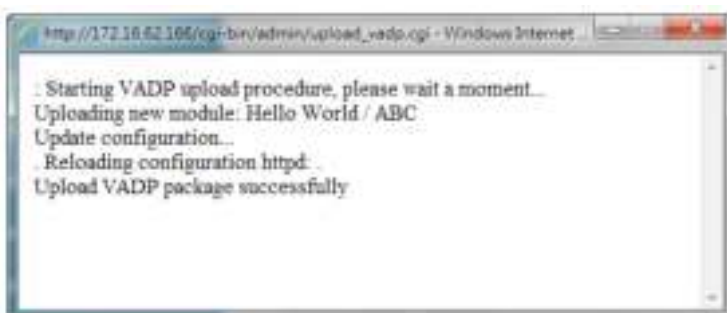 http://172.16.62.166/cgi-bin/admin/upload_vadp.cgi - Windows Internet ...
: Starting VADP upload procedure, please wait a moment...
Uploading new module: Hello World / ABC
Update configuration...
. Reloading configuration httpd: .
Upload VADP package successfully